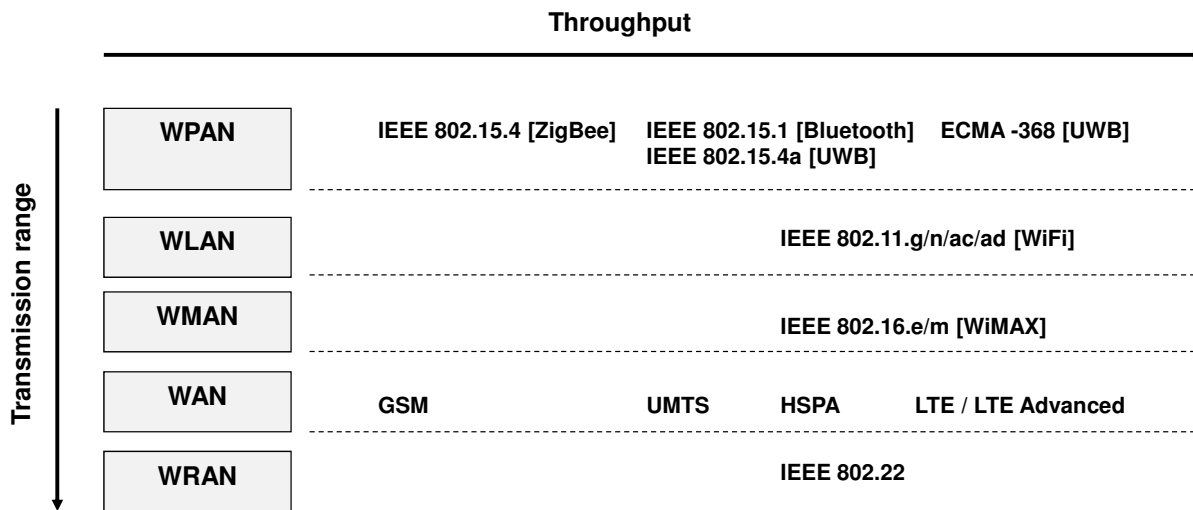 Throughput
Transmission range
WPAN
IEEE 802.15.4 [ZigBee] IEEE 802.15.1 [Bluetooth] ECMA -368 [UWB]
IEEE 802.15.4a [UWB]
WLAN
IEEE 802.11.g/n/ac/ad [WiFi]
WMAN
IEEE 802.16.e/m [WiMAX]
WAN
GSM UMTS HSPA LTE / LTE Advanced
WRAN
IEEE 802.22